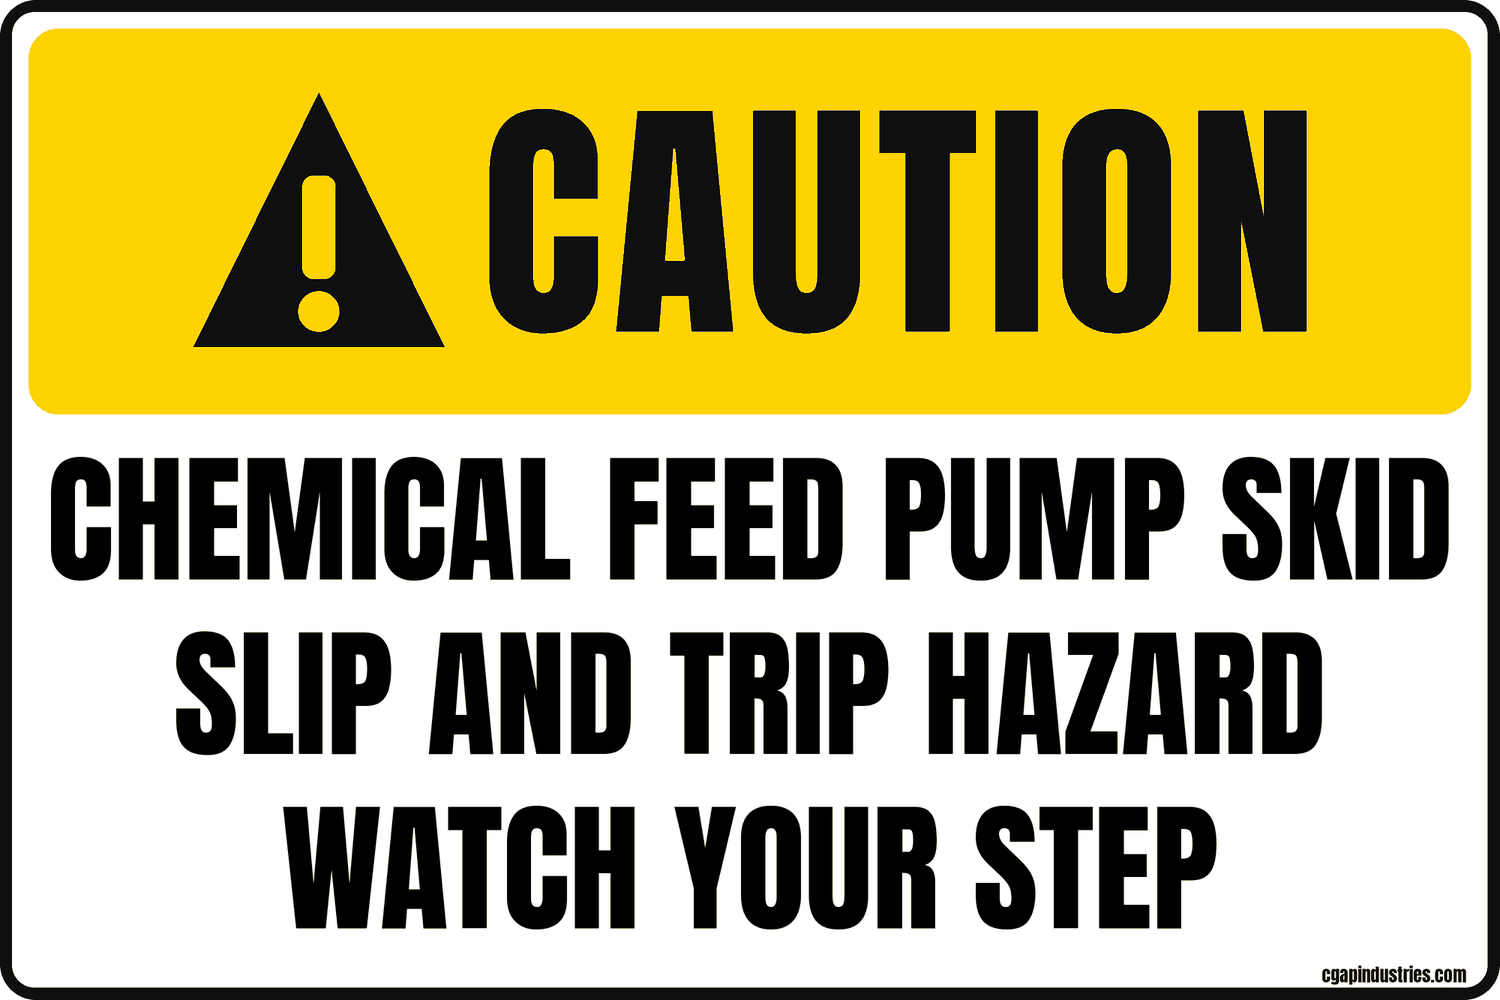 CAUTION
CHEMICAL FEED PUMP SKID
SLIP AND TRIP HAZARD
WATCH YOUR STEP
cgapindustries.com